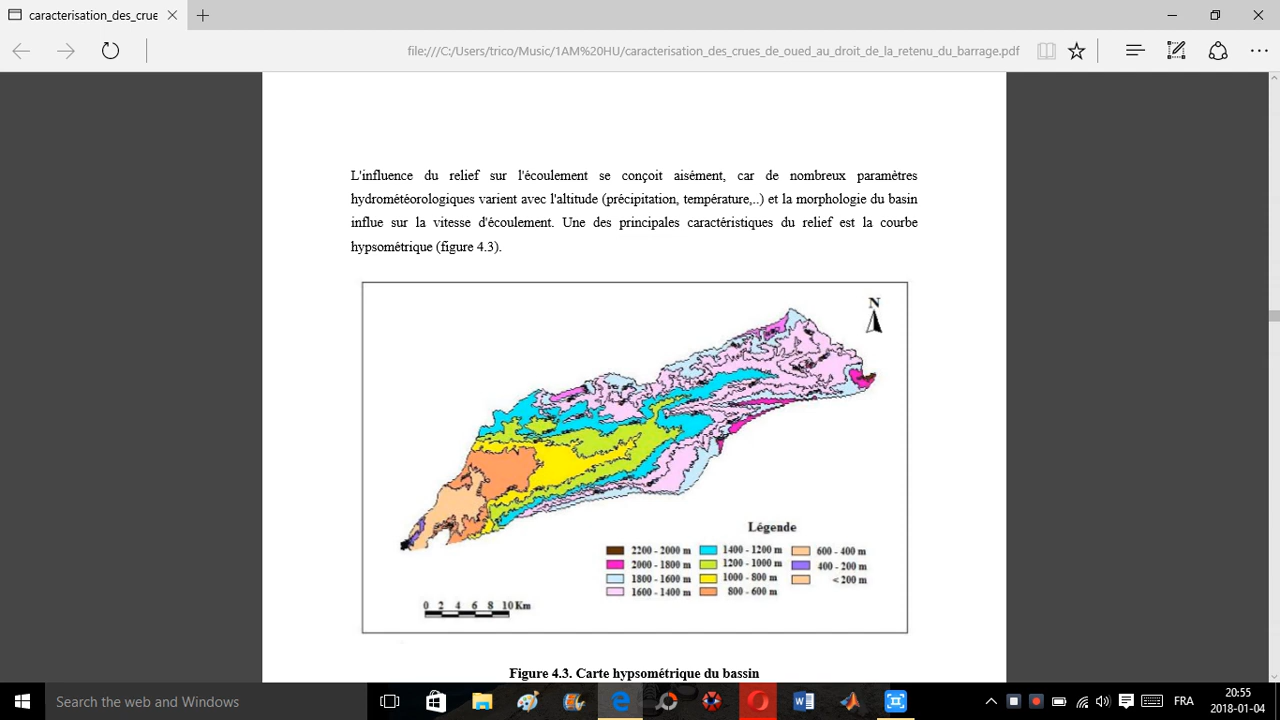 caracterisation_des_crue
file:///C:/Users/trico/Music/1AM%20HU/caracterisation_des_crues_de_oued_au_droit_de_la_retenu_du_barrage.pdf
L'influence du relief sur l'écoulement se conçoit aisément, car de nombreux paramètres
hydrométéorologiques varient avec l'altitude (précipitation, température,..) et la morphologie du basin
influe sur la vitesse d'écoulement. Une des principales caractéristiques du relief est la courbe
hypsométrique (figure 4.3).
N
Légende
2200 - 2000 m
1400 - 1200 m
600 - 400 m
2000 - 1800 m
1200 - 1000 m
400 - 200 m
1800 - 1600 m
1000 - 800 m
< 200 m
1600 - 1400 m
800 - 600 m
0 2 4 6 8 10 Km
Figure 4.3. Carte hypsométrique du bassin
Search the web and Windows
FRA
20:55
2018-01-04